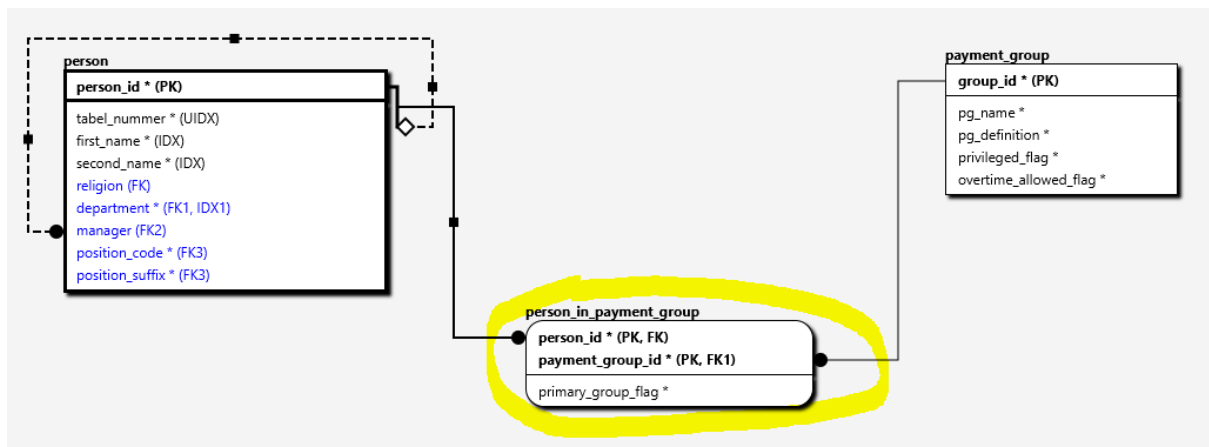 person
person_id * (PK)
tabel_nummer * (UIDX)
first_name * (IDX)
second_name * (IDX)
religion (FK)
department * (FK1, IDX1)
manager (FK2)
position_code * (FK3)
position_suffix * (FK3)
payment_group
group_id * (PK)
pg_name *
pg_definition *
privileged_flag *
overtime_allowed_flag *
person_in_payment_group
person_id * (PK, FK)
payment_group_id * (PK, FK1)
primary_group_flag *